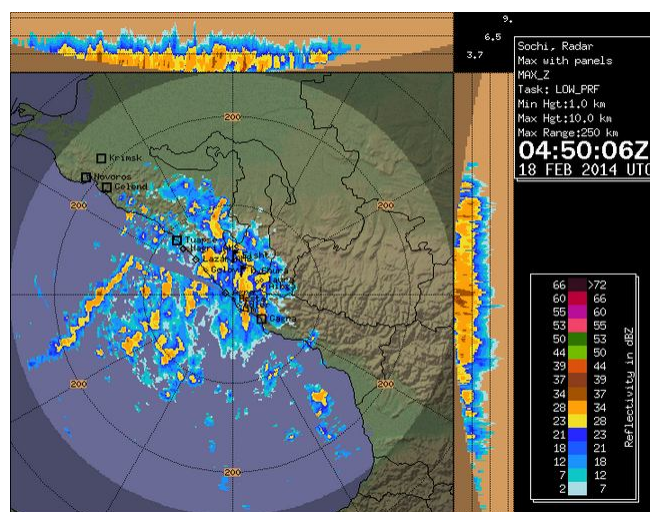 9.
6.5
3.7
Sochi, Radar
Max with panels
MAX_Z
Task: LOW_PRF
Min Hgt:1.0 km
Max Hgt:10.0 km
Max Range:250 km
04:50:06Z
18 FEB 2014 UTC
200
Krimsk
Novoros
Gelend
200
200
Tuapse
200
200
200
66 >72
60 66
55 60
53 55
50 53
44 50
39 44
37 39
34 37
28 34
23 28
21 23
18 21
12 18
7 12
2 7
Reflectivity in dBZ